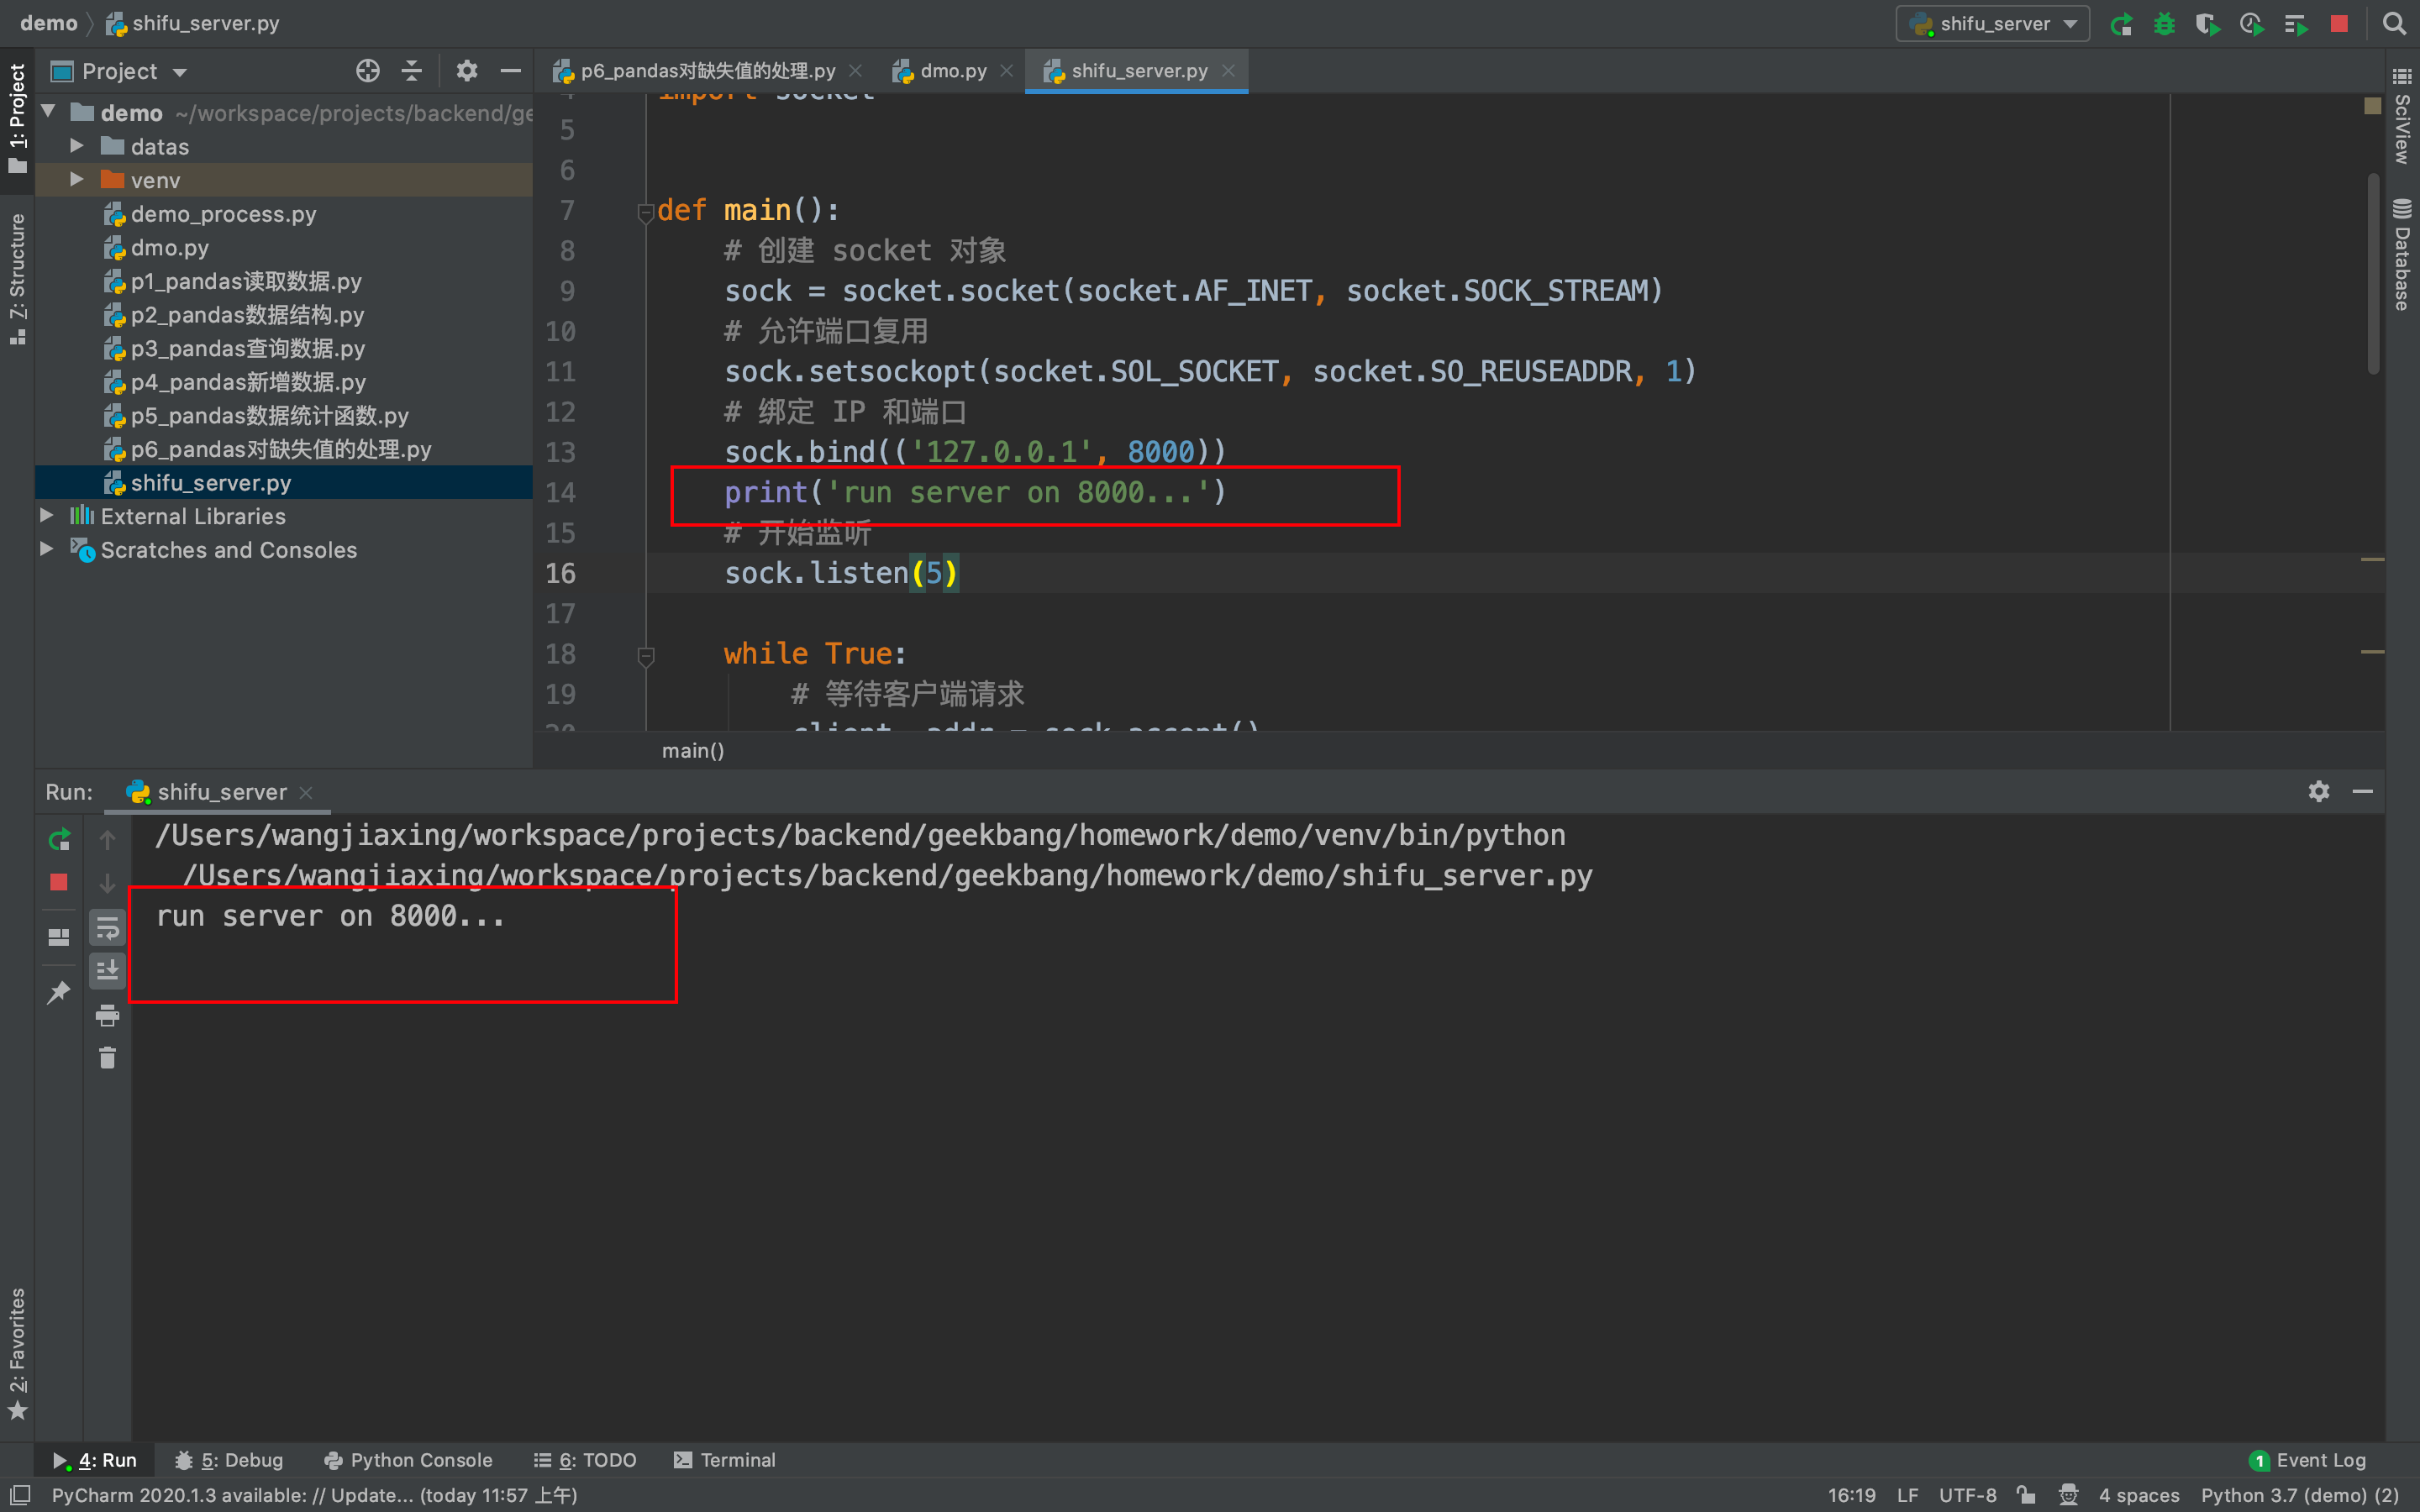 demo
shifu_server.py
shifu_server
1: Project
Z: Structure
2: Favorites
Project
demo ~/workspace/projects/backend/ge
datas
venv
demo_process.py
dmo.py
p1_pandas读取数据.py
p2_pandas数据结构.py
p3_pandas查询数据.py
p4_pandas新增数据.py
p5_pandas数据统计函数.py
p6_pandas对缺失值的处理.py
shifu_server.py
External Libraries
Scratches and Consoles
p6_pandas对缺失值的处理.py
dmo.py
shifu_server.py
4 import socket
5
6
7 def main():
8 # 创建 socket 对象
9 sock = socket.socket(socket.AF_INET, socket.SOCK_STREAM)
10 # 允许端口复用
11 sock.setsockopt(socket.SOL_SOCKET, socket.SO_REUSEADDR, 1)
12 # 绑定 IP 和端口
13 sock.bind(('127.0.0.1', 8000))
14 print('run server on 8000...')
15 # 开始监听
16 sock.listen(5)
17
18 while True:
19 # 等待客户端请求
20 client, addr = sock.accept()
main()
SciView
Database
Run: shifu_server
/Users/wangjiaxing/workspace/projects/backend/geekbang/homework/demo/venv/bin/python
/Users/wangjiaxing/workspace/projects/backend/geekbang/homework/demo/shifu_server.py
run server on 8000...
4: Run
5: Debug
Python Console
6: TODO
Terminal
1 Event Log
PyCharm 2020.1.3 available: // Update... (today 11:57 上午)
16:19 LF UTF-8 4 spaces Python 3.7 (demo) (2)